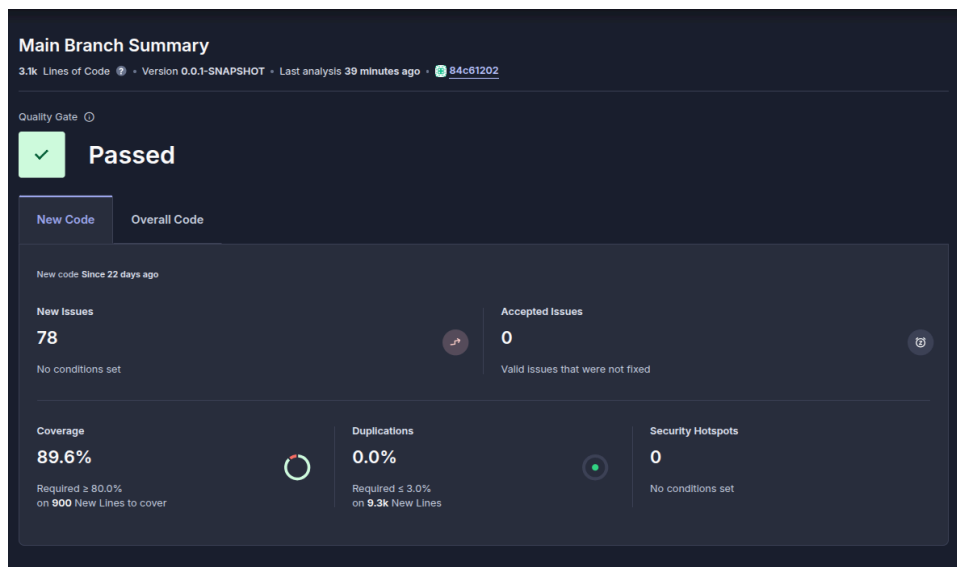 Main Branch Summary
3.1k Lines of Code ? • Version 0.0.1-SNAPSHOT • Last analysis 39 minutes ago • 84c61202
Quality Gate
Passed
New Code Overall Code
New code Since 22 days ago
New Issues
78
No conditions set
Accepted Issues
0
Valid issues that were not fixed
Coverage
89.6%
Required ≥ 80.0%
on 900 New Lines to cover
Duplications
0.0%
Required ≤ 3.0%
on 9.3k New Lines
Security Hotspots
0
No conditions set